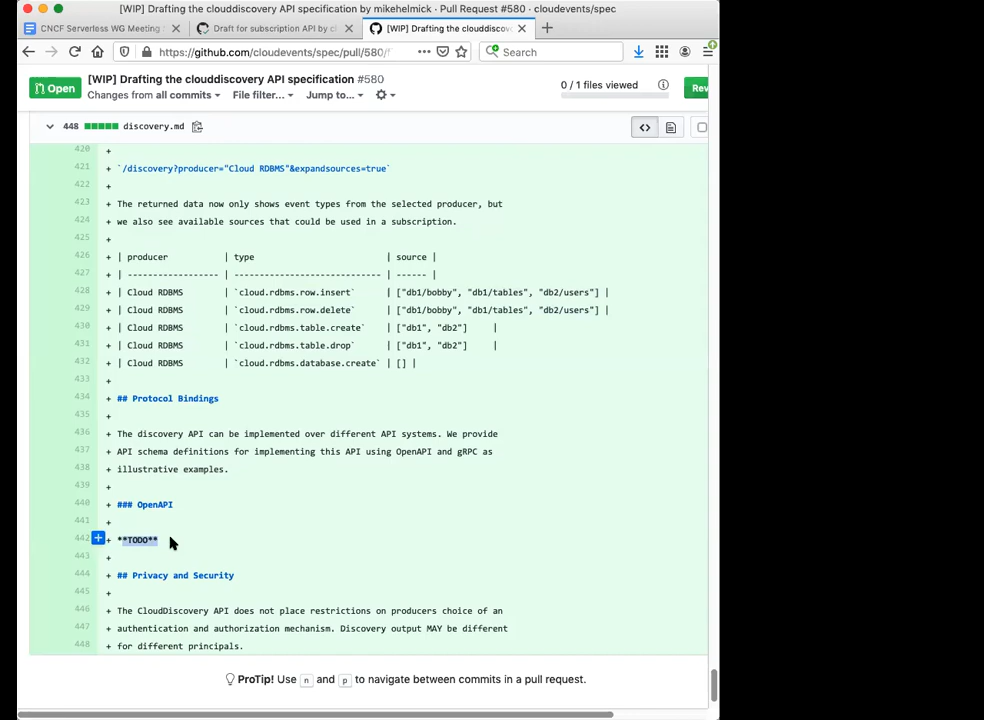 [WIP] Drafting the clouddiscovery API specification by mikehelmick · Pull Request #580 · cloudevents/spec
CNCF Serverless WG Meeting
Draft for subscription API by cl
[WIP] Drafting the clouddiscov
https://github.com/cloudevents/spec/pull/580/f
Search
Open
[WIP] Drafting the clouddiscovery API specification #580
Changes from all commits
File filter...
Jump to...
0 / 1 files viewed
Rev
448 discovery.md
420 +
421 + `/discovery?producer="Cloud RDBMS"&expandsources=true`
422 +
423 + The returned data now only shows event types from the selected producer, but
424 + we also see available sources that could be used in a subscription.
425 +
426 + | producer | type | source |
427 + | ------------------ | ----------------------------- | ------ |
428 + | Cloud RDBMS | `cloud.rdbms.row.insert` | ["db1/bobby", "db1/tables", "db2/users"] |
429 + | Cloud RDBMS | `cloud.rdbms.row.delete` | ["db1/bobby", "db1/tables", "db2/users"] |
430 + | Cloud RDBMS | `cloud.rdbms.table.create` | ["db1", "db2"] |
431 + | Cloud RDBMS | `cloud.rdbms.table.drop` | ["db1", "db2"] |
432 + | Cloud RDBMS | `cloud.rdbms.database.create` | [] |
433 +
434 + ## Protocol Bindings
435 +
436 + The discovery API can be implemented over different API systems. We provide
437 + API schema definitions for implementing this API using OpenAPI and gRPC as
438 + illustrative examples.
439 +
440 + ### OpenAPI
441 +
442 + **TODO**
443 +
444 + ## Privacy and Security
445 +
446 + The CloudDiscovery API does not place restrictions on producers choice of an
447 + authentication and authorization mechanism. Discovery output MAY be different
448 + for different principals.
ProTip! Use n and p to navigate between commits in a pull request.